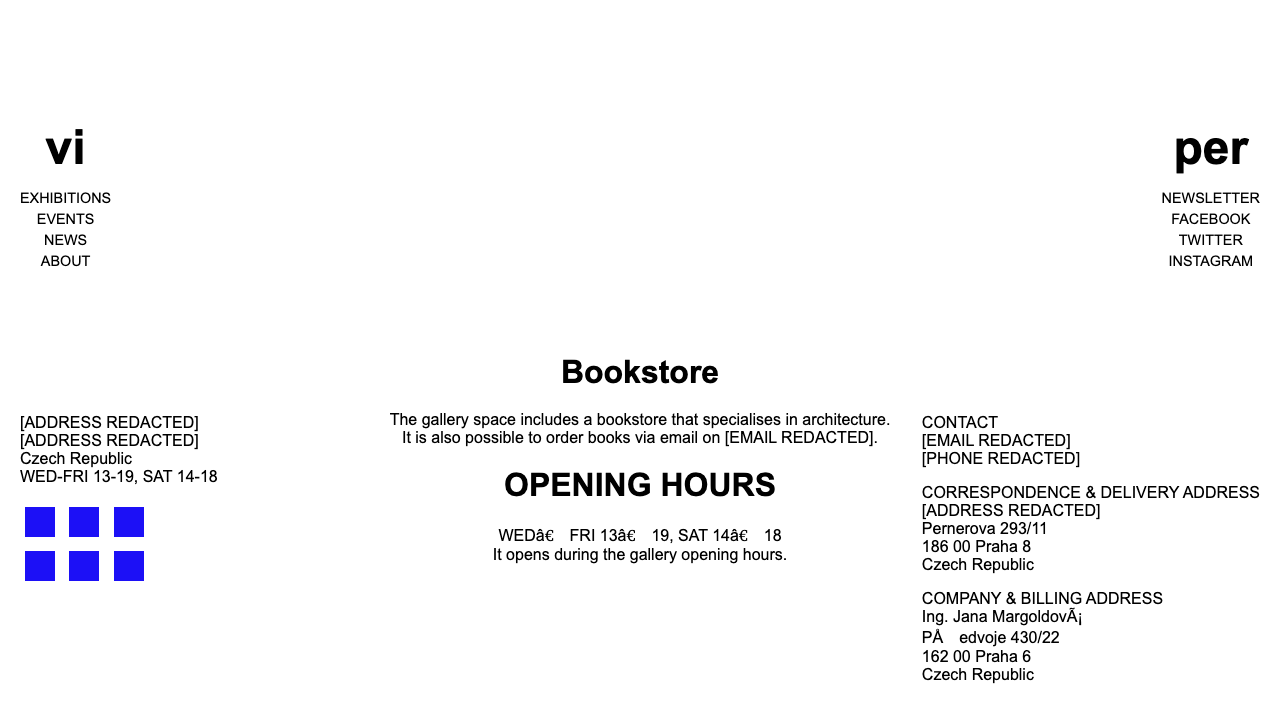 vi
EXHIBITIONS
EVENTS
NEWS
ABOUT
per
NEWSLETTER
FACEBOOK
TWITTER
INSTAGRAM
[ADDRESS REDACTED]
[ADDRESS REDACTED]
Czech Republic
WED-FRI 13-19, SAT 14-18
Bookstore
The gallery space includes a bookstore that specialises in architecture.
It is also possible to order books via email on [EMAIL REDACTED].
OPENING HOURS
WEDâ€ FRI 13â€ 19, SAT 14â€ 18
It opens during the gallery opening hours.
CONTACT
[EMAIL REDACTED]
[PHONE REDACTED]
CORRESPONDENCE & DELIVERY ADDRESS
[ADDRESS REDACTED]
Pernerova 293/11
186 00 Praha 8
Czech Republic
COMPANY & BILLING ADDRESS
Ing. Jana MargoldovÃ¡
PÅ edvoje 430/22
162 00 Praha 6
Czech Republic